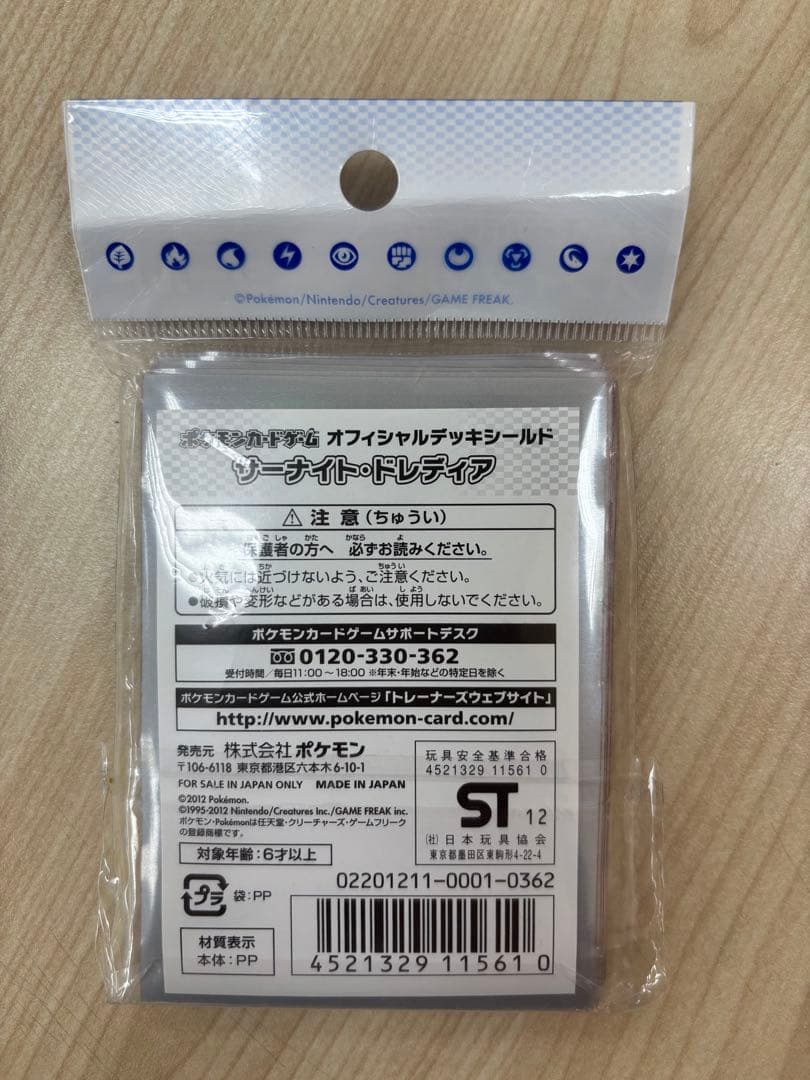 ©Pokémon/Nintendo/Creatures/GAME FREAK.
ポケモンカードゲーム オフィシャルデッキシールド
サーナイト・ドレディア
⚠ 注意(ちゅうい)
保護者の方へ 必ずお読みください。
●火気には近づけないよう、ご注意ください。
●破損や変形などがある場合は、使用しないでください。
ポケモンカードゲームサポートデスク
0120-330-362
受付時間/毎日11:00~18:00 ※年末・年始などの特定日を除く
ポケモンカードゲーム公式ホームページ「トレーナーズウェブサイト」
http://www.pokemon-card.com/
発売元 株式会社ポケモン
〒106-6118 東京都港区六本木6-10-1
FOR SALE IN JAPAN ONLY MADE IN JAPAN
©2012 Pokémon.
©1995-2012 Nintendo/Creatures Inc./GAME FREAK inc.
ポケモン・Pokémonは任天堂・クリーチャーズ・ゲームフリーク
の登録商標です。
対象年齢:6才以上
プラ 袋:PP
材質表示
本体:PP
玩具安全基準合格
4521329 11561 0
ST 12
(社)日本玩具協会
東京都墨田区東駒形4-22-4
02201211-0001-0362
4 521329 115610